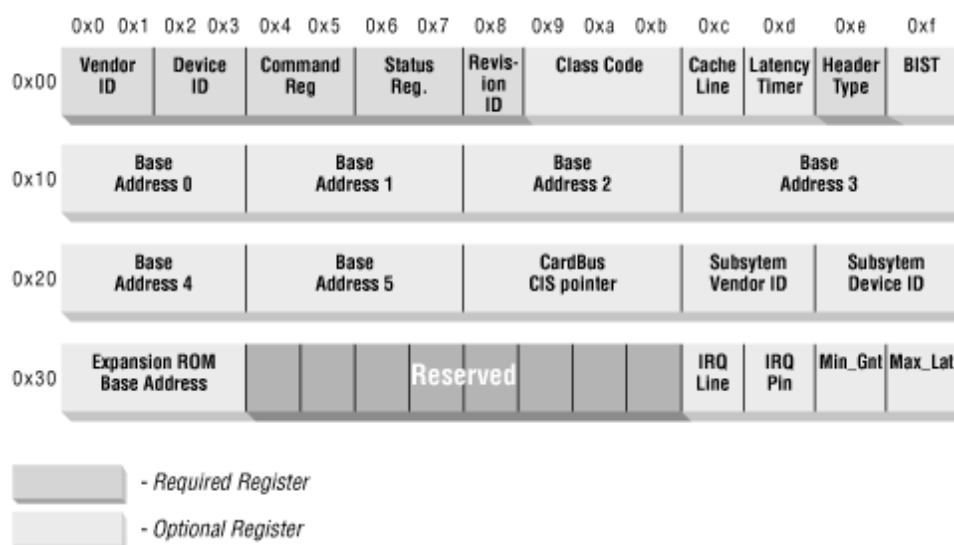 0x0 0x1 0x2 0x3 0x4 0x5 0x6 0x7 0x8 0x9 0xa 0xb 0xc 0xd 0xe 0xf
0x00
Vendor
ID
Device
ID
Command
Reg
Status
Reg.
Revis-
ion
ID
Class Code
Cache
Line
Latency
Timer
Header
Type
BIST
0x10
Base
Address 0
Base
Address 1
Base
Address 2
Base
Address 3
0x20
Base
Address 4
Base
Address 5
CardBus
CIS pointer
Subsytem
Vendor ID
Subsytem
Device ID
0x30
Expansion ROM
Base Address
Reserved
IRQ
Line
IRQ
Pin
Min_Gnt
Max_Lat
- Required Register
- Optional Register